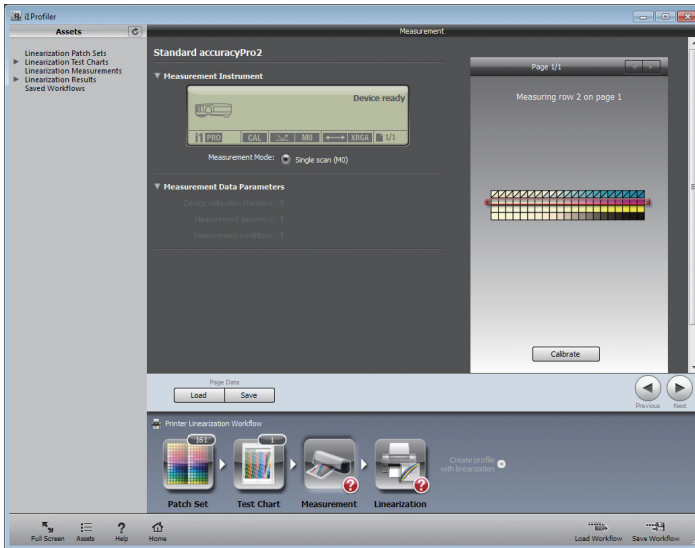 i1Profiler
Assets
Measurement
Linearization Patch Sets
Linearization Test Charts
Linearization Measurements
Linearization Results
Saved Workflows
Standard accuracyPro2
Measurement Instrument
Device ready
i1 PRO
CAL
M0
XRGA
1/1
Measurement Mode:
Single scan (M0)
Measurement Data Parameters
Device calibration standard: ?
Measurement geometry: ?
Measurement conditions: ?
Page 1/1
Measuring row 2 on page 1
Calibrate
Page Data
Load
Save
Previous
Next
Printer Linearization Workflow
161
1
Patch Set
Test Chart
Measurement
Linearization
Create profile
with linearization
Full Screen
Assets
Help
Home
Load Workflow
Save Workflow